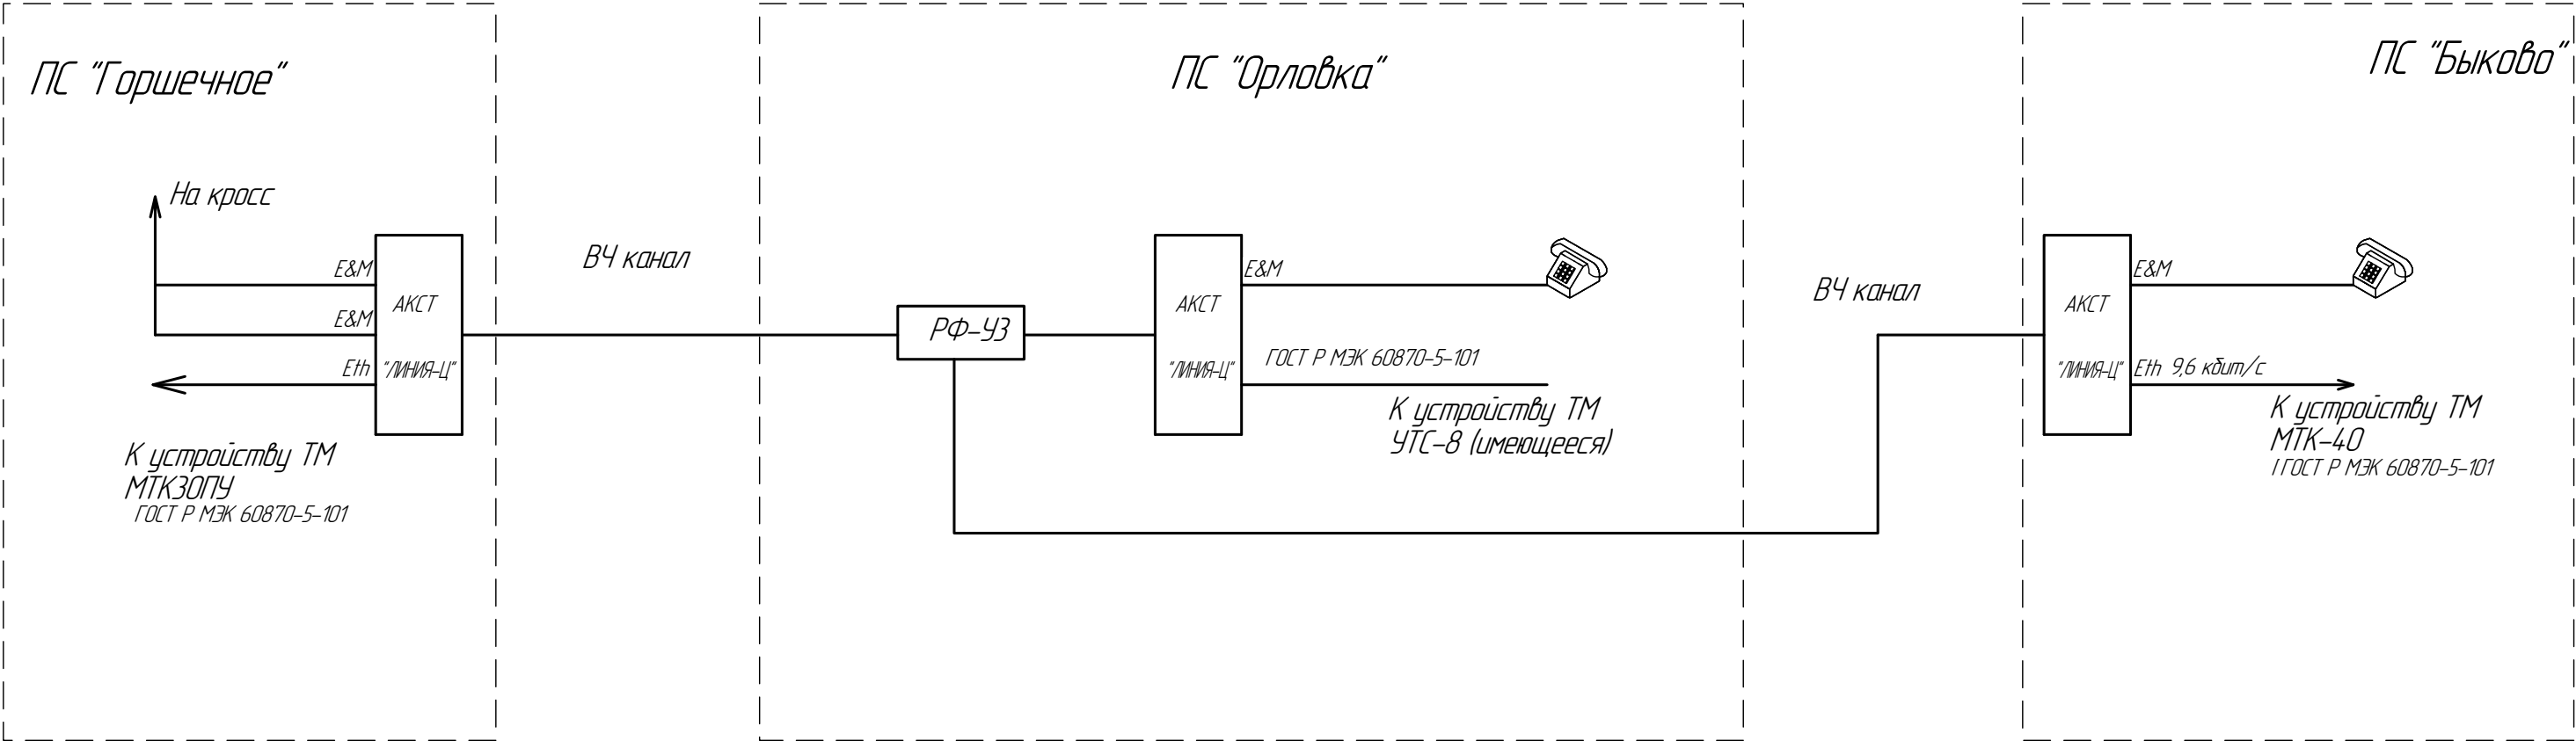 ПС "Горшечное"
На кросс
E&M
E&M
Eth
АКСТ
"ЛИНИЯ-Ц"
К устройству ТМ
МТК30ПУ
ГОСТ Р МЭК 60870-5-101
ВЧ канал
ПС "Орловка"
РФ-УЗ
АКСТ
"ЛИНИЯ-Ц"
E&M
ГОСТ Р МЭК 60870-5-101
К устройству ТМ
УТС-8 (имеющееся)
ВЧ канал
ПС "Быково"
АКСТ
"ЛИНИЯ-Ц"
E&M
Eth 9,6 кбит/с
К устройству ТМ
МТК-40
ГОСТ Р МЭК 60870-5-101